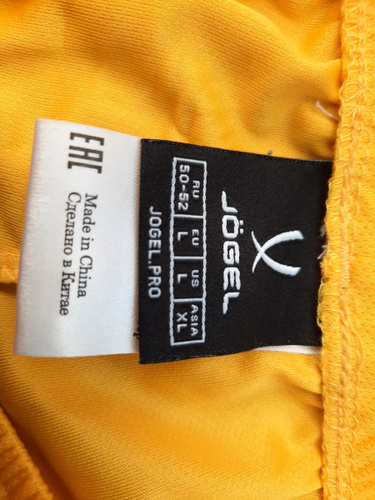 JÖGEL
RU EU US ASIA
50-52 L L XL
JOGEL.PRO
EAC
Made in China
Сделано в Китае